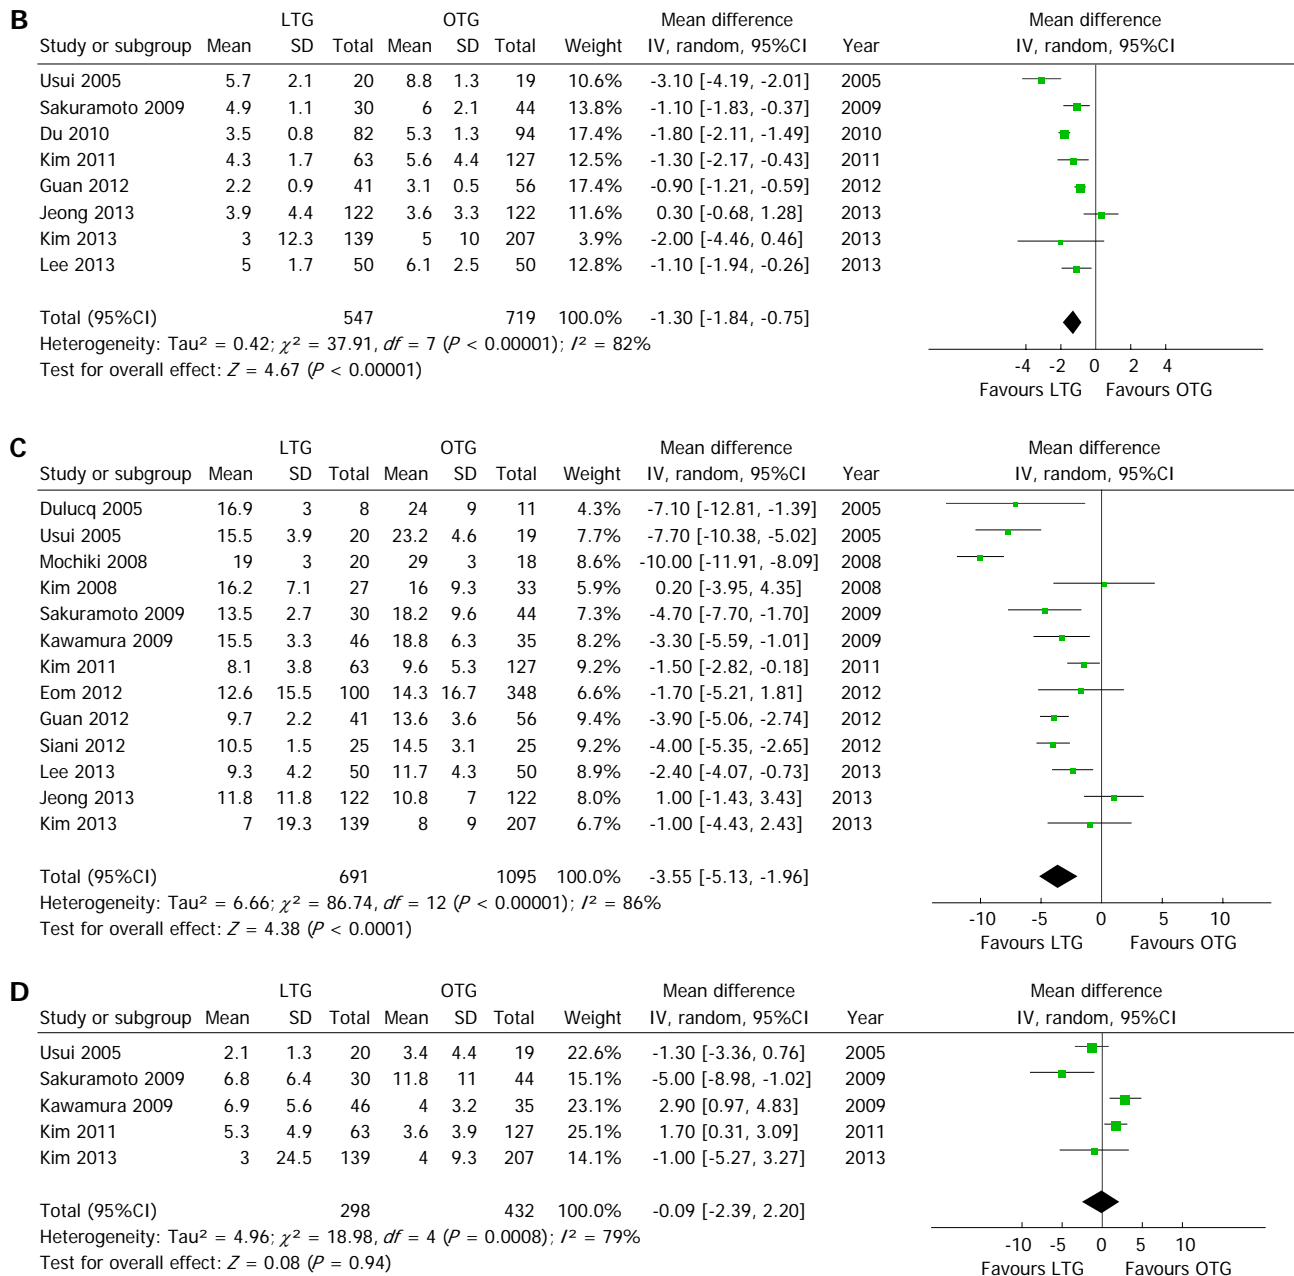 B LTG OTG Mean difference Mean difference
Study or subgroup Mean SD Total Mean SD Total Weight IV, random, 95%CI Year IV, random, 95%CI
Usui 2005 5.7 2.1 20 8.8 1.3 19 10.6% -3.10 [-4.19, -2.01] 2005
Sakuramoto 2009 4.9 1.1 30 6 2.1 44 13.8% -1.10 [-1.83, -0.37] 2009
Du 2010 3.5 0.8 82 5.3 1.3 94 17.4% -1.80 [-2.11, -1.49] 2010
Kim 2011 4.3 1.7 63 5.6 4.4 127 12.5% -1.30 [-2.17, -0.43] 2011
Guan 2012 2.2 0.9 41 3.1 0.5 56 17.4% -0.90 [-1.21, -0.59] 2012
Jeong 2013 3.9 4.4 122 3.6 3.3 122 11.6% 0.30 [-0.68, 1.28] 2013
Kim 2013 3 12.3 139 5 10 207 3.9% -2.00 [-4.46, 0.46] 2013
Lee 2013 5 1.7 50 6.1 2.5 50 12.8% -1.10 [-1.94, -0.26] 2013
Total (95%CI) 547 719 100.0% -1.30 [-1.84, -0.75]
Heterogeneity: Tau² = 0.42; χ² = 37.91, df = 7 (P < 0.00001); I² = 82%
Test for overall effect: Z = 4.67 (P < 0.00001)
-4 -2 0 2 4
Favours LTG Favours OTG
C LTG OTG Mean difference Mean difference
Study or subgroup Mean SD Total Mean SD Total Weight IV, random, 95%CI Year IV, random, 95%CI
Dulucq 2005 16.9 3 8 24 9 11 4.3% -7.10 [-12.81, -1.39] 2005
Usui 2005 15.5 3.9 20 23.2 4.6 19 7.7% -7.70 [-10.38, -5.02] 2005
Mochiki 2008 19 3 20 29 3 18 8.6% -10.00 [-11.91, -8.09] 2008
Kim 2008 16.2 7.1 27 16 9.3 33 5.9% 0.20 [-3.95, 4.35] 2008
Sakuramoto 2009 13.5 2.7 30 18.2 9.6 44 7.3% -4.70 [-7.70, -1.70] 2009
Kawamura 2009 15.5 3.3 46 18.8 6.3 35 8.2% -3.30 [-5.59, -1.01] 2009
Kim 2011 8.1 3.8 63 9.6 5.3 127 9.2% -1.50 [-2.82, -0.18] 2011
Eom 2012 12.6 15.5 100 14.3 16.7 348 6.6% -1.70 [-5.21, 1.81] 2012
Guan 2012 9.7 2.2 41 13.6 3.6 56 9.4% -3.90 [-5.06, -2.74] 2012
Siani 2012 10.5 1.5 25 14.5 3.1 25 9.2% -4.00 [-5.35, -2.65] 2012
Lee 2013 9.3 4.2 50 11.7 4.3 50 8.9% -2.40 [-4.07, -0.73] 2013
Jeong 2013 11.8 11.8 122 10.8 7 122 8.0% 1.00 [-1.43, 3.43] 2013
Kim 2013 7 19.3 139 8 9 207 6.7% -1.00 [-4.43, 2.43] 2013
Total (95%CI) 691 1095 100.0% -3.55 [-5.13, -1.96]
Heterogeneity: Tau² = 6.66; χ² = 86.74, df = 12 (P < 0.00001); I² = 86%
Test for overall effect: Z = 4.38 (P < 0.0001)
-10 -5 0 5 10
Favours LTG Favours OTG
D LTG OTG Mean difference Mean difference
Study or subgroup Mean SD Total Mean SD Total Weight IV, random, 95%CI Year IV, random, 95%CI
Usui 2005 2.1 1.3 20 3.4 4.4 19 22.6% -1.30 [-3.36, 0.76] 2005
Sakuramoto 2009 6.8 6.4 30 11.8 11 44 15.1% -5.00 [-8.98, -1.02] 2009
Kawamura 2009 6.9 5.6 46 4 3.2 35 23.1% 2.90 [0.97, 4.83] 2009
Kim 2011 5.3 4.9 63 3.6 3.9 127 25.1% 1.70 [0.31, 3.09] 2011
Kim 2013 3 24.5 139 4 9.3 207 14.1% -1.00 [-5.27, 3.27] 2013
Total (95%CI) 298 432 100.0% -0.09 [-2.39, 2.20]
Heterogeneity: Tau² = 4.96; χ² = 18.98, df = 4 (P = 0.0008); I² = 79%
Test for overall effect: Z = 0.08 (P = 0.94)
-10 -5 0 5 10
Favours LTG Favours OTG